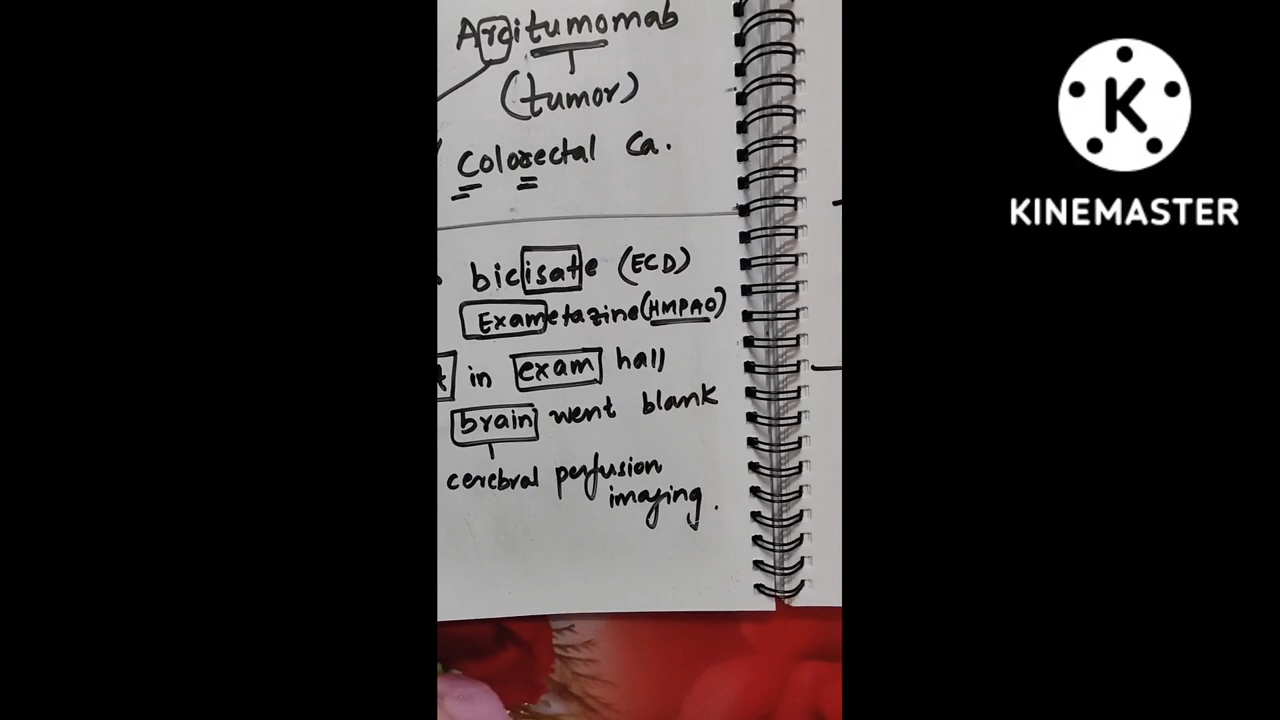 Arcitumomab
(tumor)
Colorectal Ca.
bicisate (ECD)
Exametazine (HMPAO)
in exam hall
brain went blank
cerebral perfusion
imaging.
K
KINEMASTER